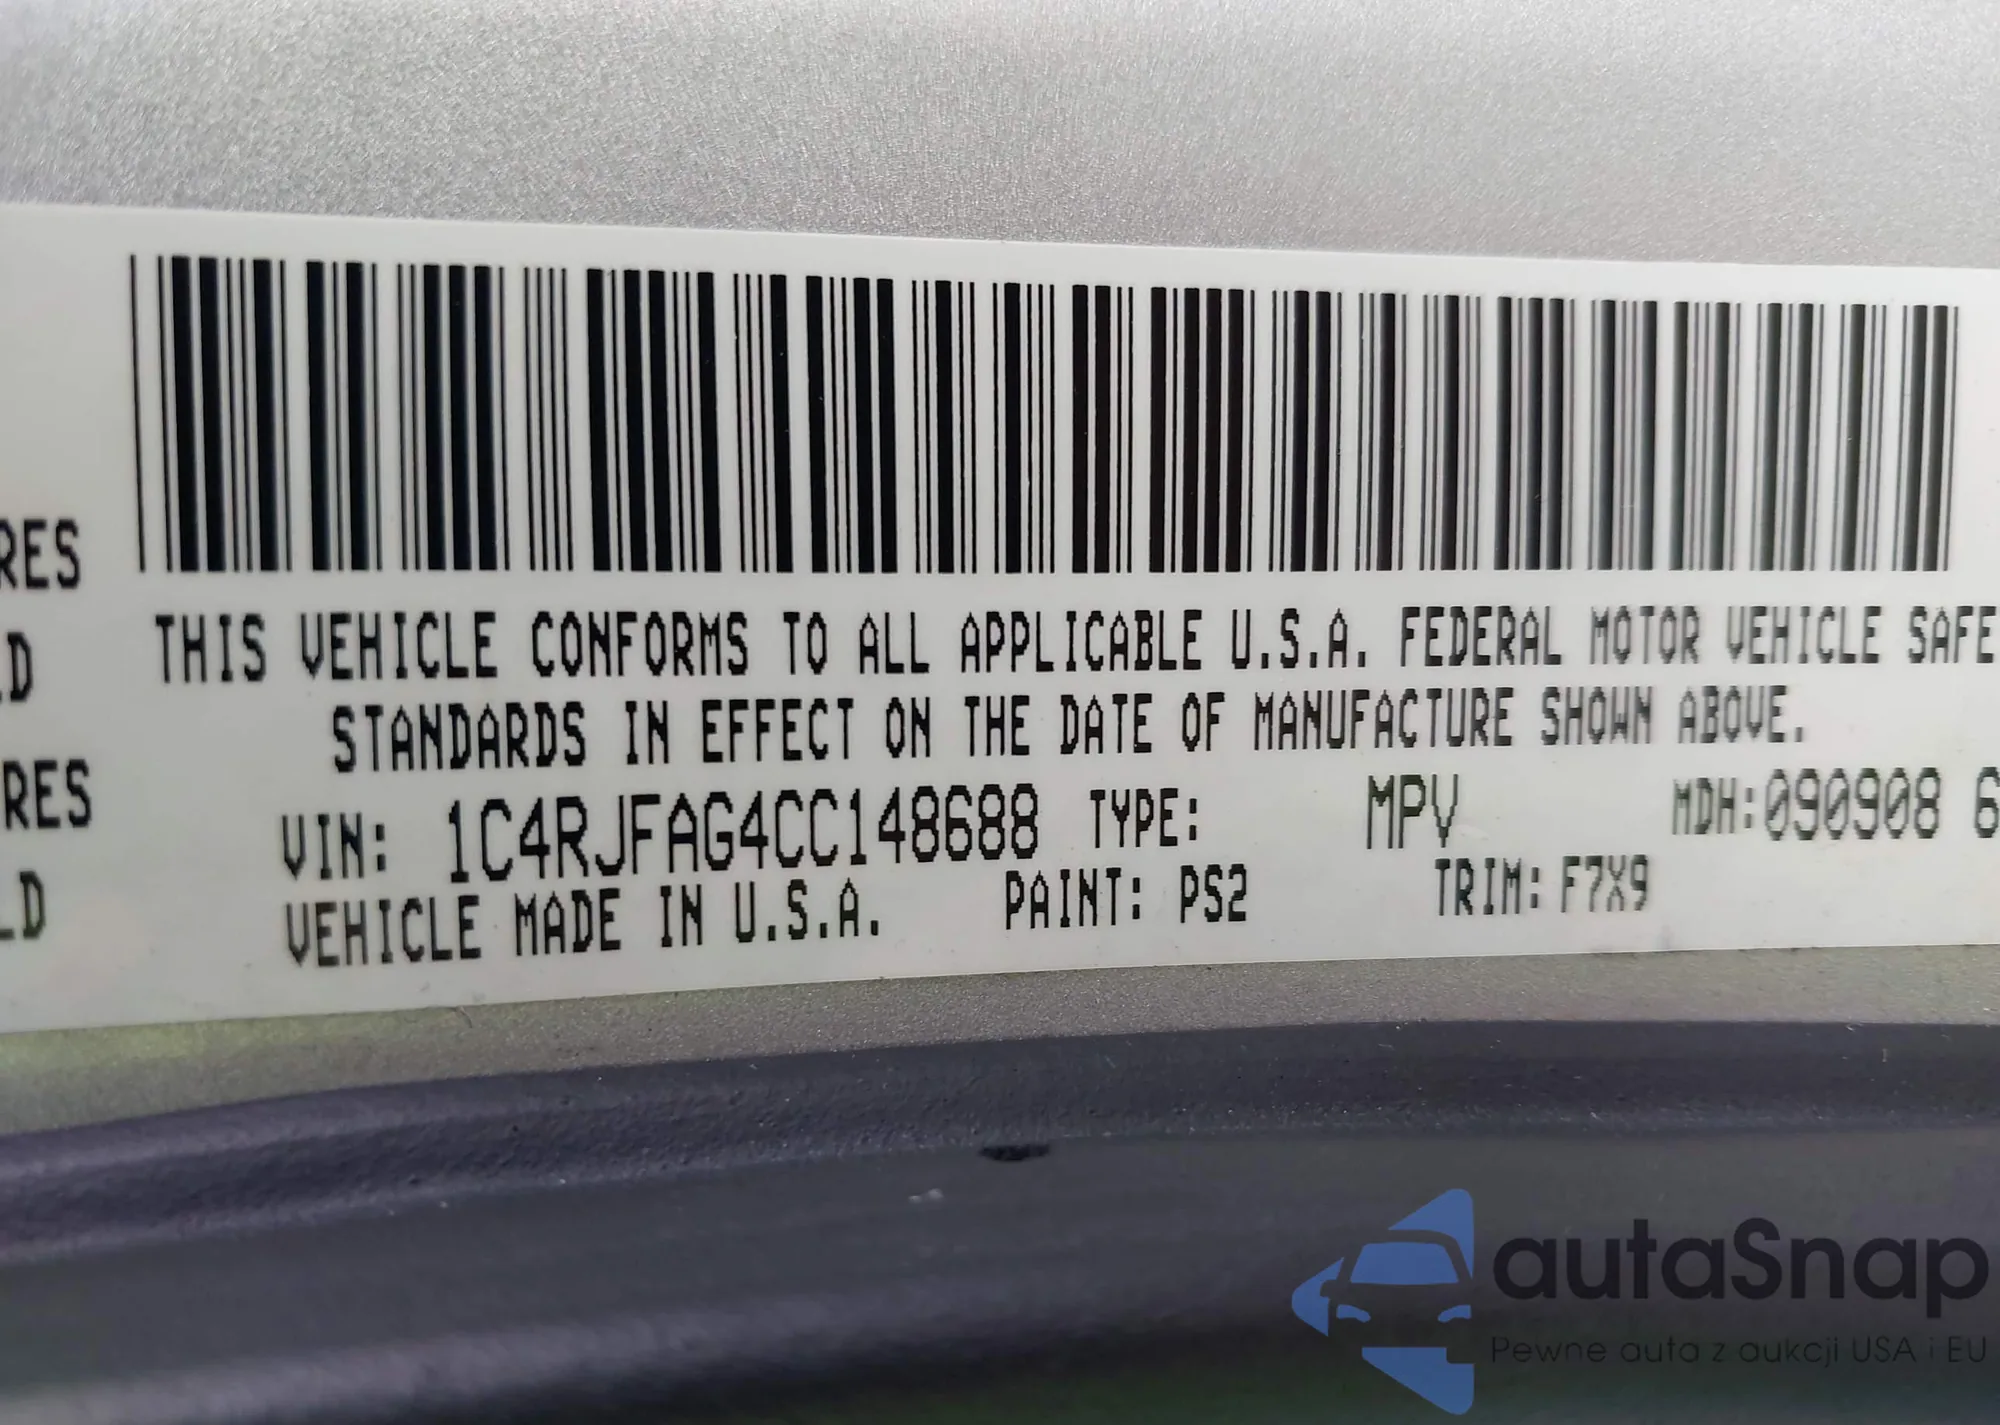 THIS VEHICLE CONFORMS TO ALL APPLICABLE U.S.A. FEDERAL MOTOR VEHICLE SAFE
STANDARDS IN EFFECT ON THE DATE OF MANUFACTURE SHOWN ABOVE.
VIN: 1C4RJFAG4CC148688 TYPE: MPV MDH:090908 6
VEHICLE MADE IN U.S.A. PAINT: PS2 TRIM: F7X9
RES
LD
RES
LD
autaSnap
Pewne auta z aukcji USA i EU